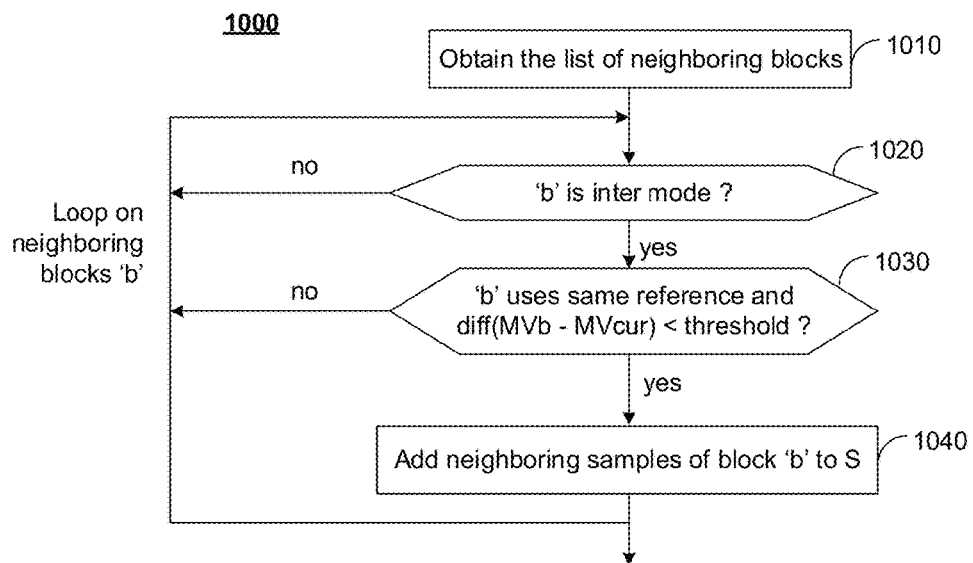 1000
Obtain the list of neighboring blocks
1010
1020
no
'b' is inter mode ?
Loop on
neighboring
blocks 'b'
yes
1030
no
'b' uses same reference and
diff(MVb - MVcur) < threshold ?
yes
1040
Add neighboring samples of block 'b' to S